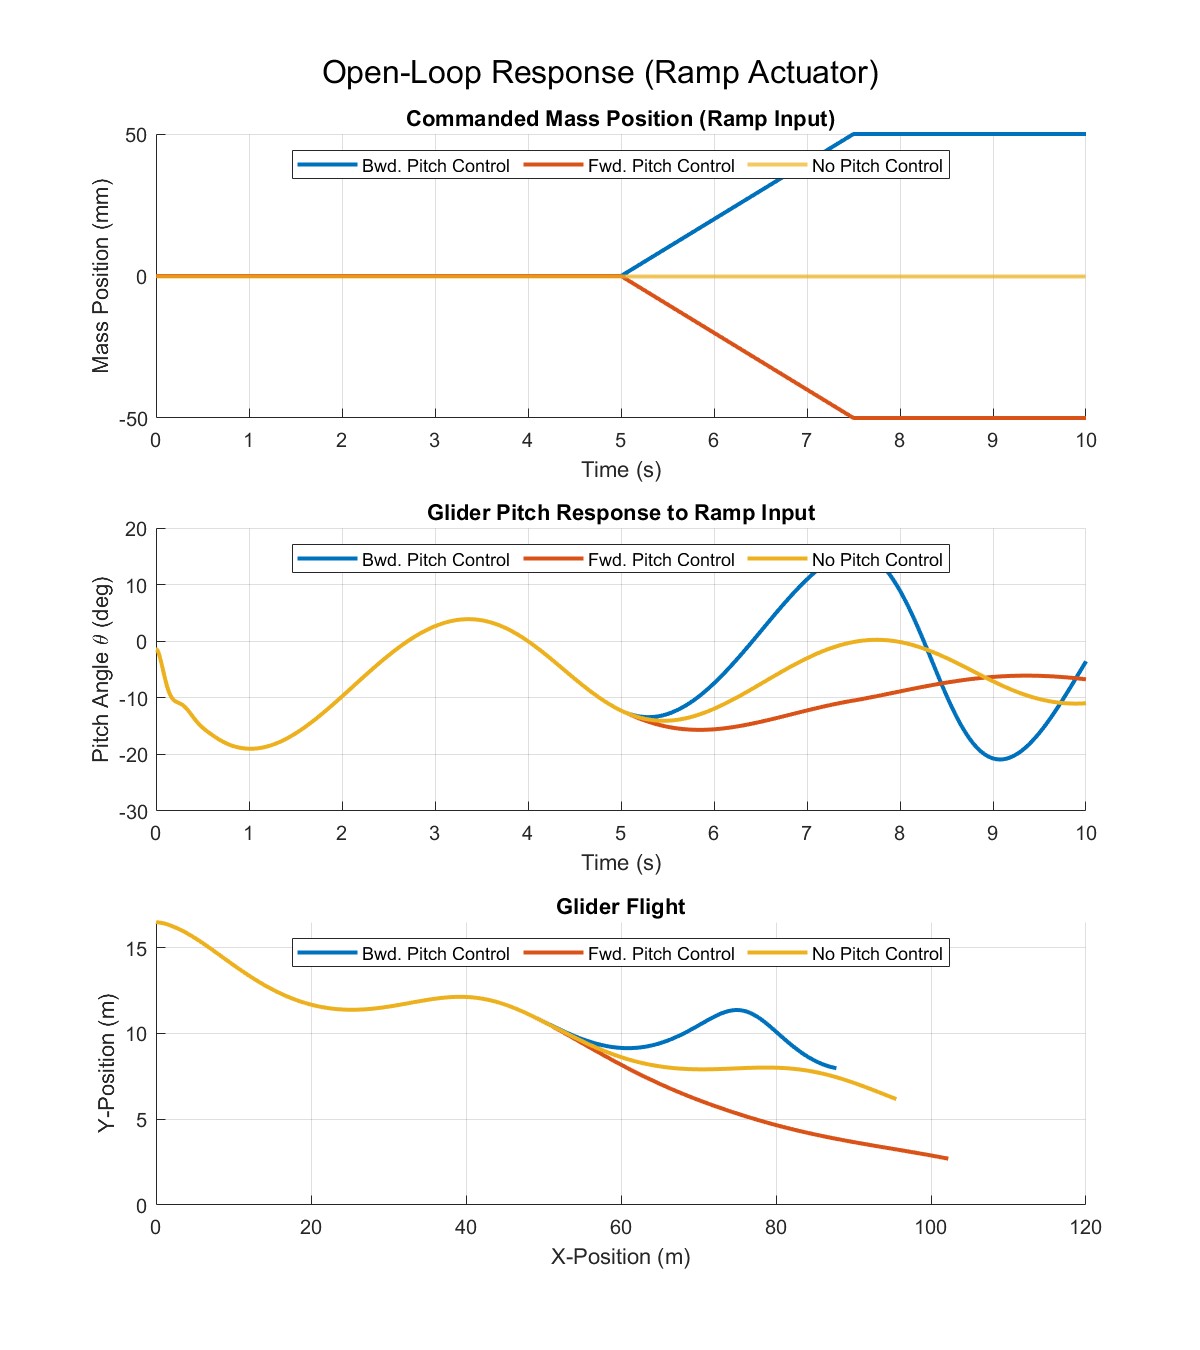 Open-Loop Response (Ramp Actuator)
Commanded Mass Position (Ramp Input)
50
0
-50
Mass Position (mm)
Bwd. Pitch Control Fwd. Pitch Control No Pitch Control
0 1 2 3 4 5 6 7 8 9 10
Time (s)
Glider Pitch Response to Ramp Input
20
10
0
-10
-20
-30
Pitch Angle θ (deg)
Bwd. Pitch Control Fwd. Pitch Control No Pitch Control
0 1 2 3 4 5 6 7 8 9 10
Time (s)
Glider Flight
15
10
5
0
Y-Position (m)
Bwd. Pitch Control Fwd. Pitch Control No Pitch Control
0 20 40 60 80 100 120
X-Position (m)